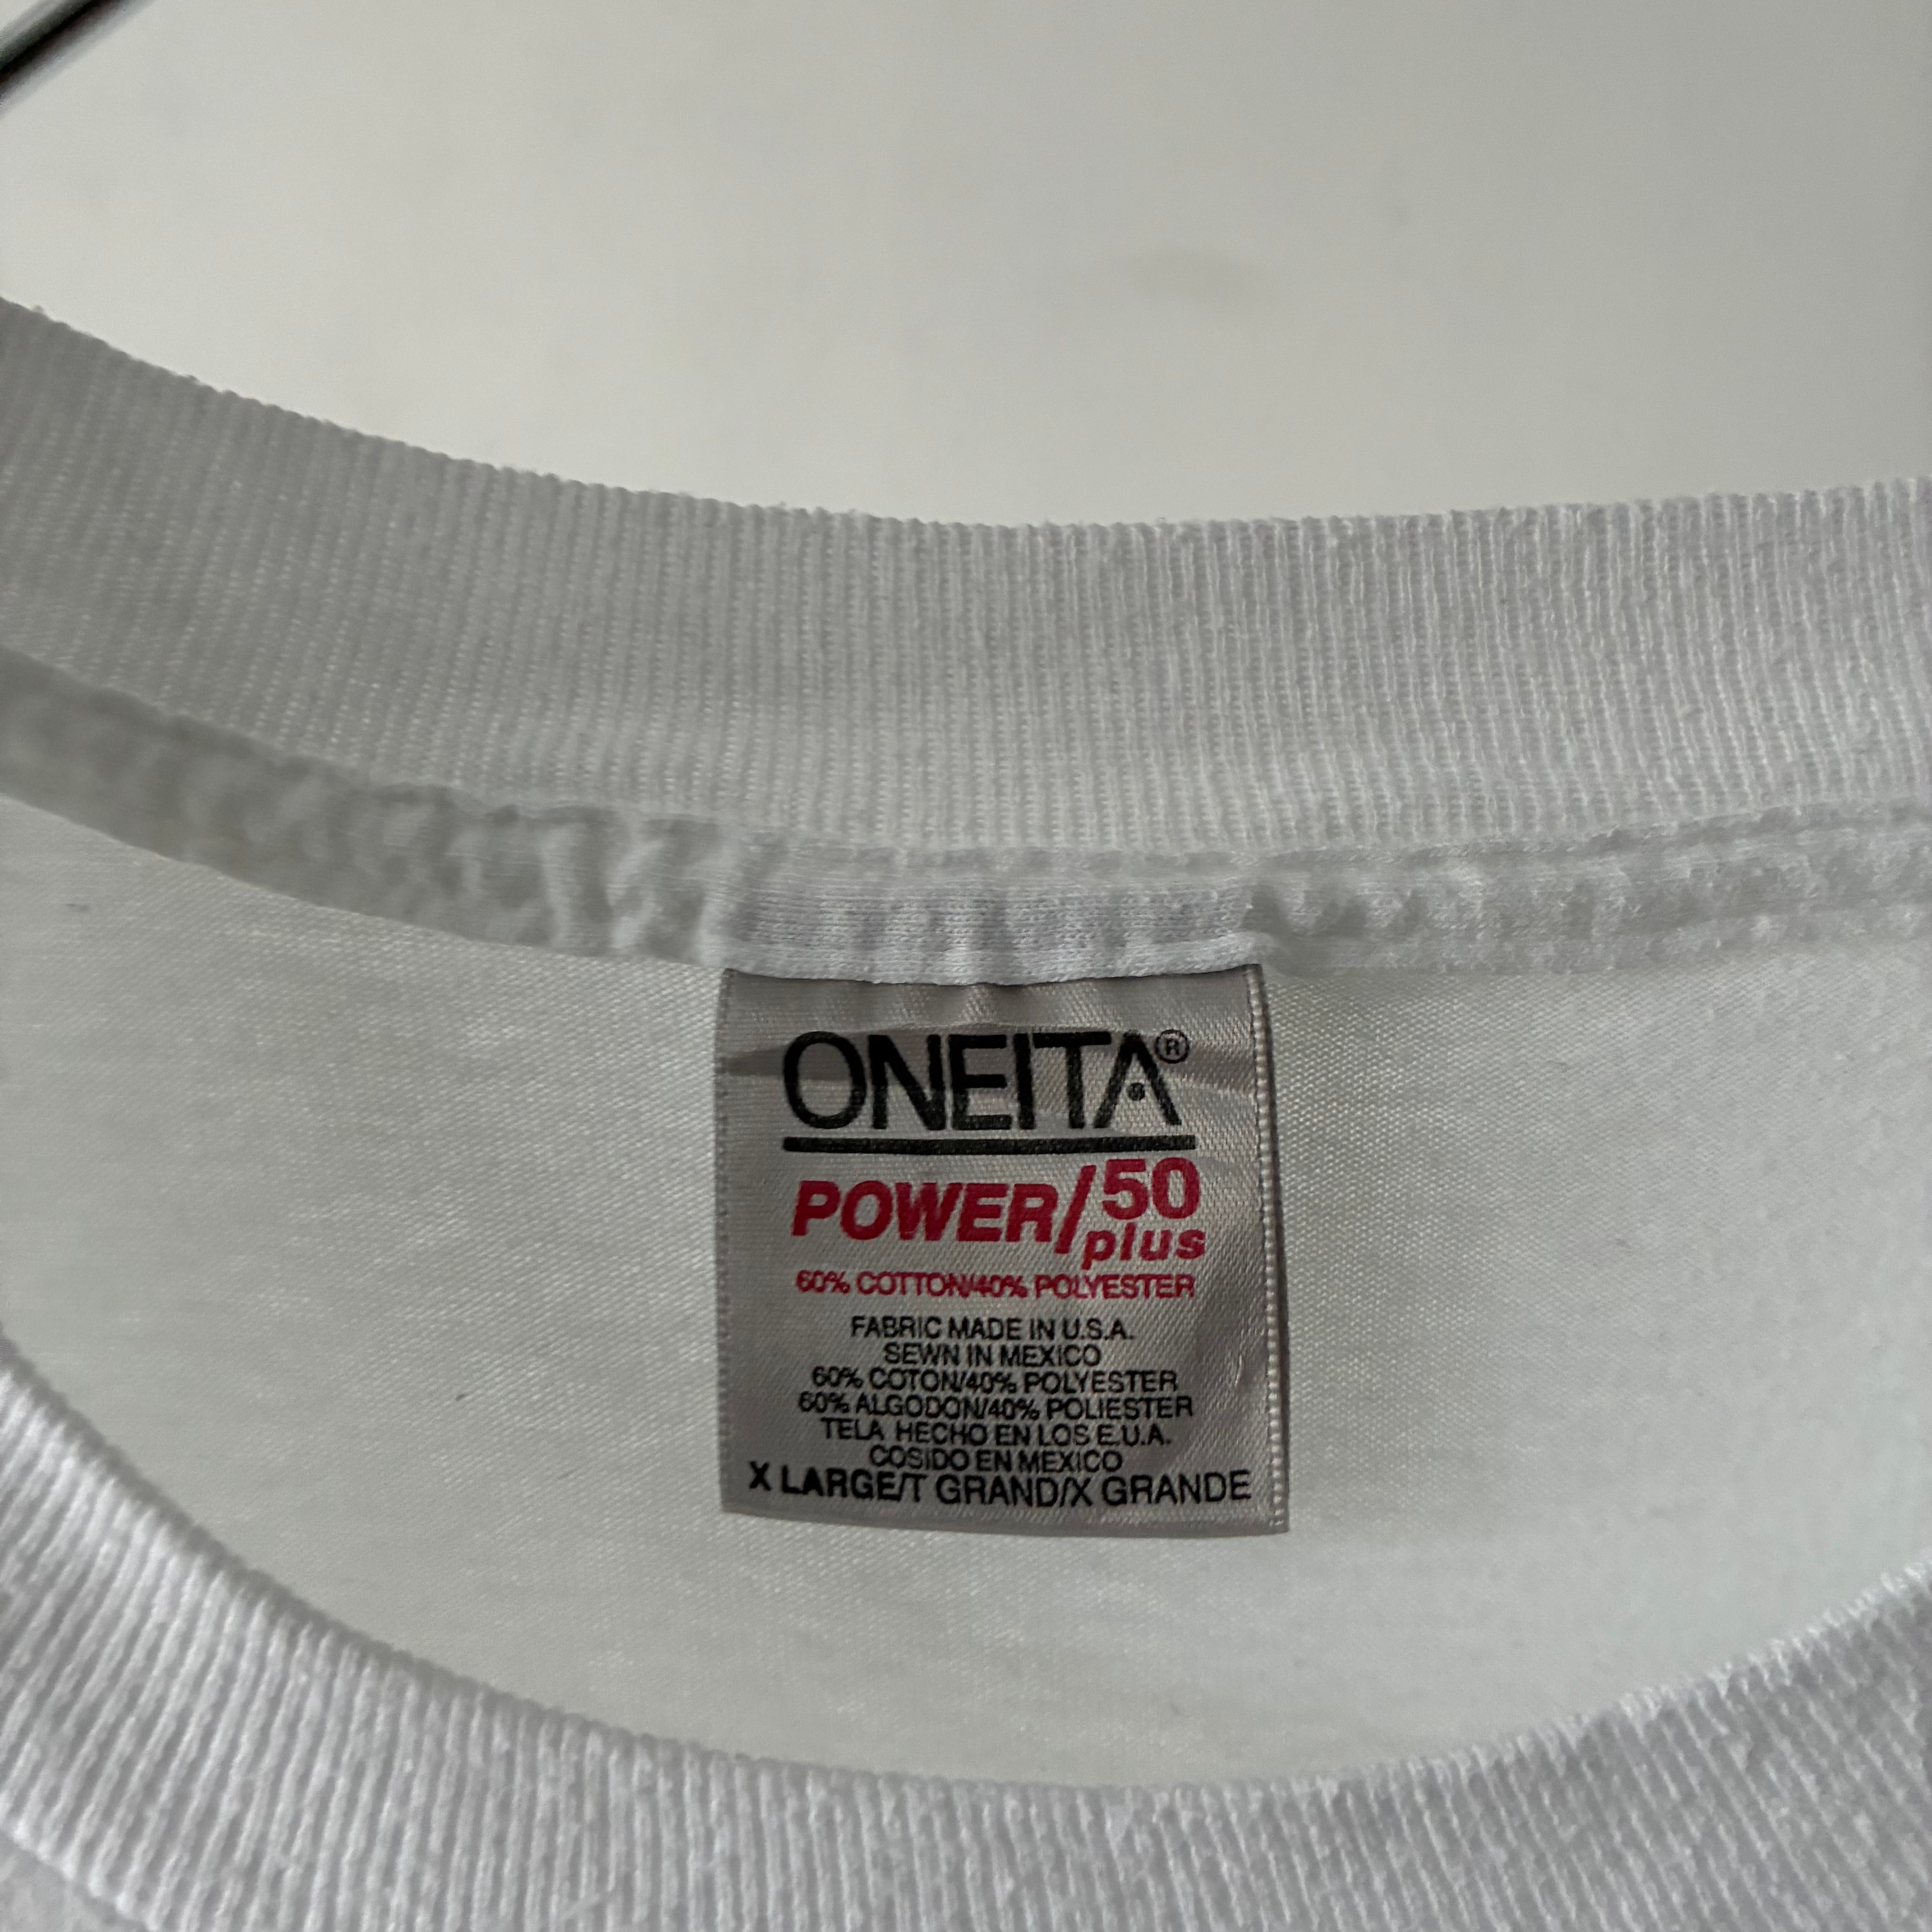 ONEITA®
POWER/50
plus
60% COTTON/40% POLYESTER
FABRIC MADE IN U.S.A.
SEWN IN MEXICO
60% COTON/40% POLYESTER
60% ALGODON/40% POLIESTER
TELA HECHO EN LOS E.U.A.
COSIDO EN MEXICO
X LARGE/T GRAND/X GRANDE